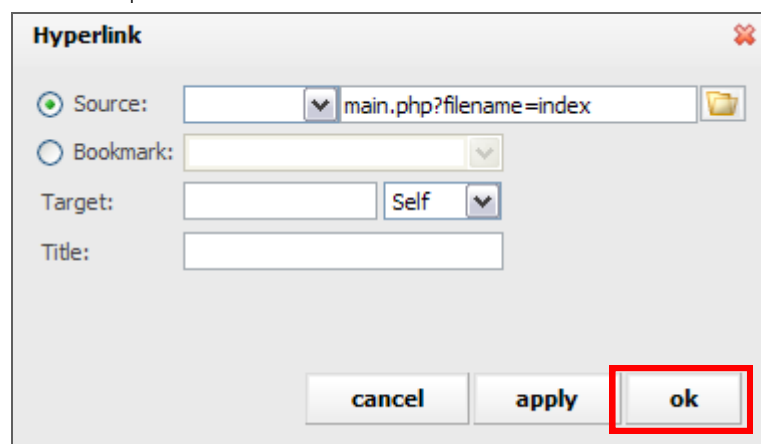 Hyperlink
Source: main.php?filename=index
Bookmark:
Target: Self
Title:
cancel apply ok